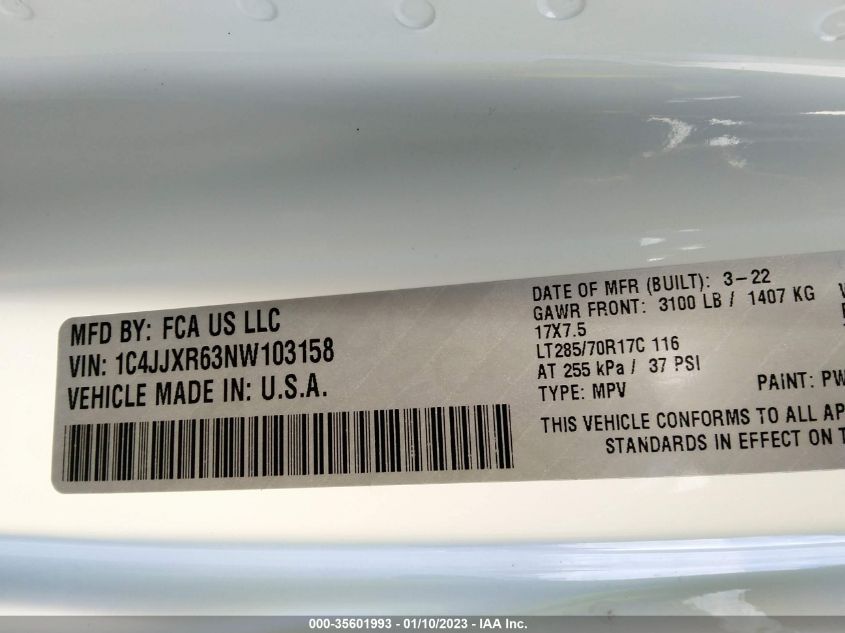 MFD BY: FCA US LLC
VIN: 1C4JJXR63NW103158
VEHICLE MADE IN: U.S.A.
DATE OF MFR (BUILT): 3-22
GAWR FRONT: 3100 LB / 1407 KG
17X7.5
LT285/70R17C 116
AT 255 kPa / 37 PSI
TYPE: MPV PAINT: PW
THIS VEHICLE CONFORMS TO ALL AP
STANDARDS IN EFFECT ON T
000-35601993 - 01/10/2023 - IAA Inc.